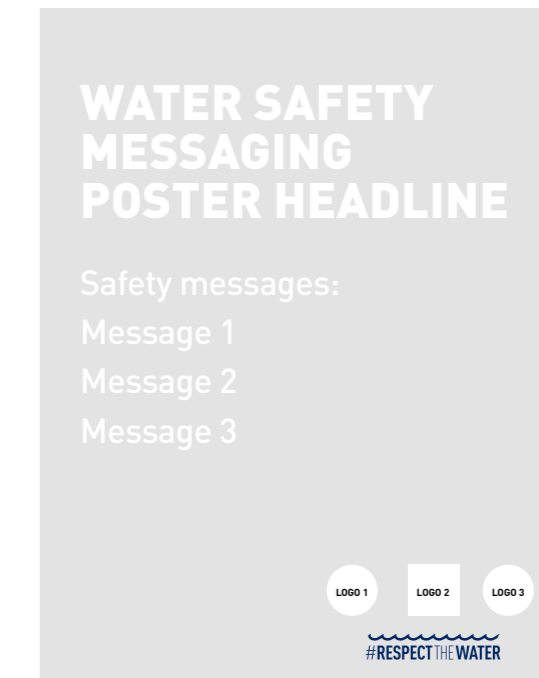 WATER SAFETY
MESSAGING
POSTER HEADLINE
Safety messages:
Message 1
Message 2
Message 3
LOGO 1 LOGO 2 LOGO 3
#RESPECTTHEWATER